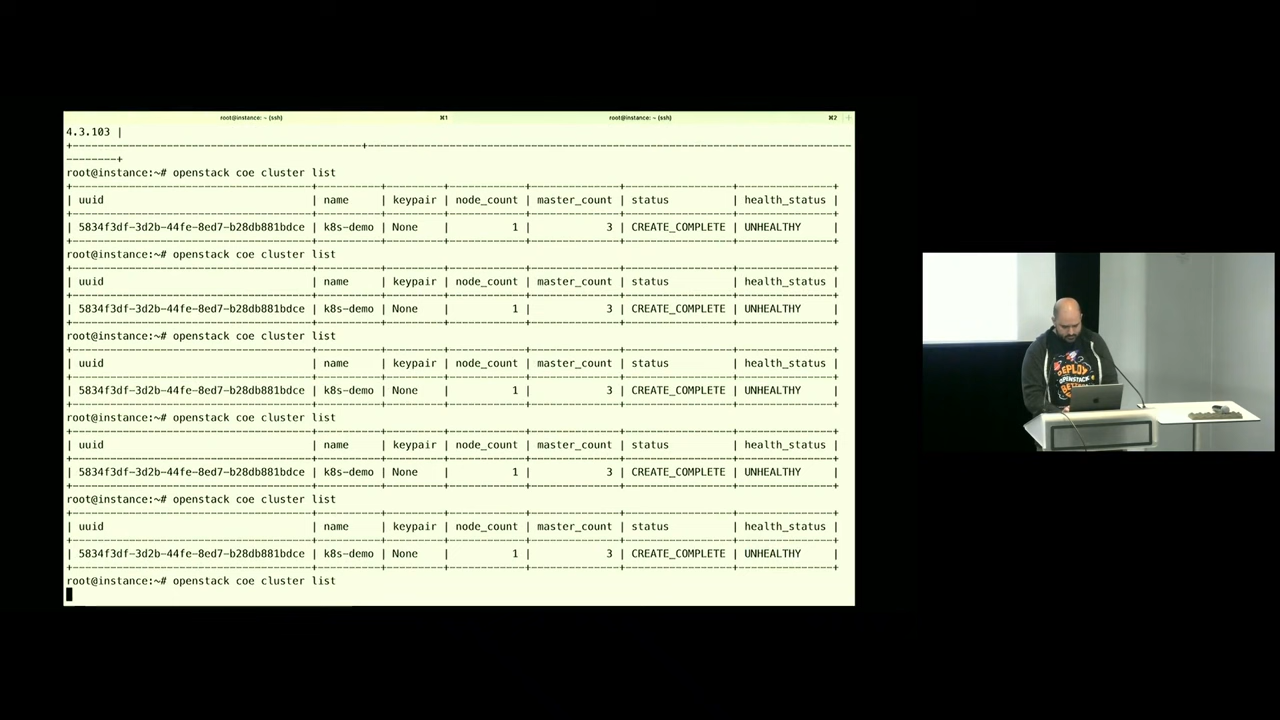 root@instance: ~ (ssh) ⌘1 root@instance: ~ (ssh) ⌘2 +
4.3.103 |
+----------------------------------------------+--------------------------------------------------------------
--------+
root@instance:~# openstack coe cluster list
| uuid | name | keypair | node_count | master_count | status | health_status |
| 5834f3df-3d2b-44fe-8ed7-b28db881bdce | k8s-demo | None | 1 | 3 | CREATE_COMPLETE | UNHEALTHY |
root@instance:~# openstack coe cluster list
| uuid | name | keypair | node_count | master_count | status | health_status |
| 5834f3df-3d2b-44fe-8ed7-b28db881bdce | k8s-demo | None | 1 | 3 | CREATE_COMPLETE | UNHEALTHY |
root@instance:~# openstack coe cluster list
| uuid | name | keypair | node_count | master_count | status | health_status |
| 5834f3df-3d2b-44fe-8ed7-b28db881bdce | k8s-demo | None | 1 | 3 | CREATE_COMPLETE | UNHEALTHY |
root@instance:~# openstack coe cluster list
| uuid | name | keypair | node_count | master_count | status | health_status |
| 5834f3df-3d2b-44fe-8ed7-b28db881bdce | k8s-demo | None | 1 | 3 | CREATE_COMPLETE | UNHEALTHY |
root@instance:~# openstack coe cluster list
| uuid | name | keypair | node_count | master_count | status | health_status |
| 5834f3df-3d2b-44fe-8ed7-b28db881bdce | k8s-demo | None | 1 | 3 | CREATE_COMPLETE | UNHEALTHY |
root@instance:~# openstack coe cluster list
DEPLOY
OPENSTACK